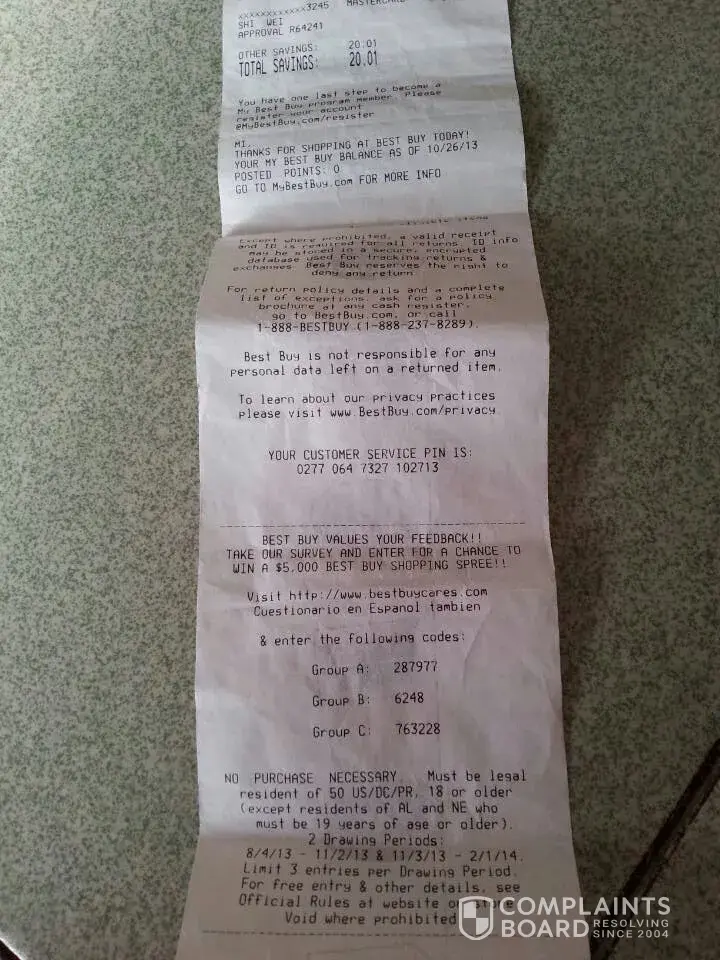 xxxxxxxxxxxx3245 MASTERCARD
SHI WEI
APPROVAL R64241
OTHER SAVINGS: 20.01
TOTAL SAVINGS: 20.01
You have one last step to become a
My Best Buy program member. Please
register your account
@MyBestBuy.com/register
MI,
THANKS FOR SHOPPING AT BEST BUY TODAY!
YOUR MY BEST BUY BALANCE AS OF 10/26/13
POSTED POINTS: 0
GO TO MyBestBuy.com FOR MORE INFO
items
Except where prohibited, a valid receipt
and ID is required for all returns. ID info
may be stored in a secure, encrypted
database used for tracking returns &
exchanges. Best Buy reserves the right to
deny any return
For return policy details and a complete
list of exceptions, ask for a policy
brochure at any cash register,
go to BestBuy.com, or call
1-888-BESTBUY (1-888-237-8289).
Best Buy is not responsible for any
personal data left on a returned item.
To learn about our privacy practices
please visit www.BestBuy.com/privacy
YOUR CUSTOMER SERVICE PIN IS:
0277 064 7327 102713
BEST BUY VALUES YOUR FEEDBACK!!
TAKE OUR SURVEY AND ENTER FOR A CHANCE TO
WIN A $5,000 BEST BUY SHOPPING SPREE!!
Visit http://www.bestbuycares.com
Cuestionario en Espanol tambien
& enter the following codes:
Group A: 287977
Group B: 6248
Group C: 763228
NO PURCHASE NECESSARY. Must be legal
resident of 50 US/DC/PR, 18 or older
(except residents of AL and NE who
must be 19 years of age or older).
2 Drawing Periods:
8/4/13 - 11/2/13 & 11/3/13 - 2/1/14.
Limit 3 entries per Drawing Period.
For free entry & other details, see
Official Rules at website or store
Void where prohibited
COMPLAINTS
BOARD RESOLVING
SINCE 2004